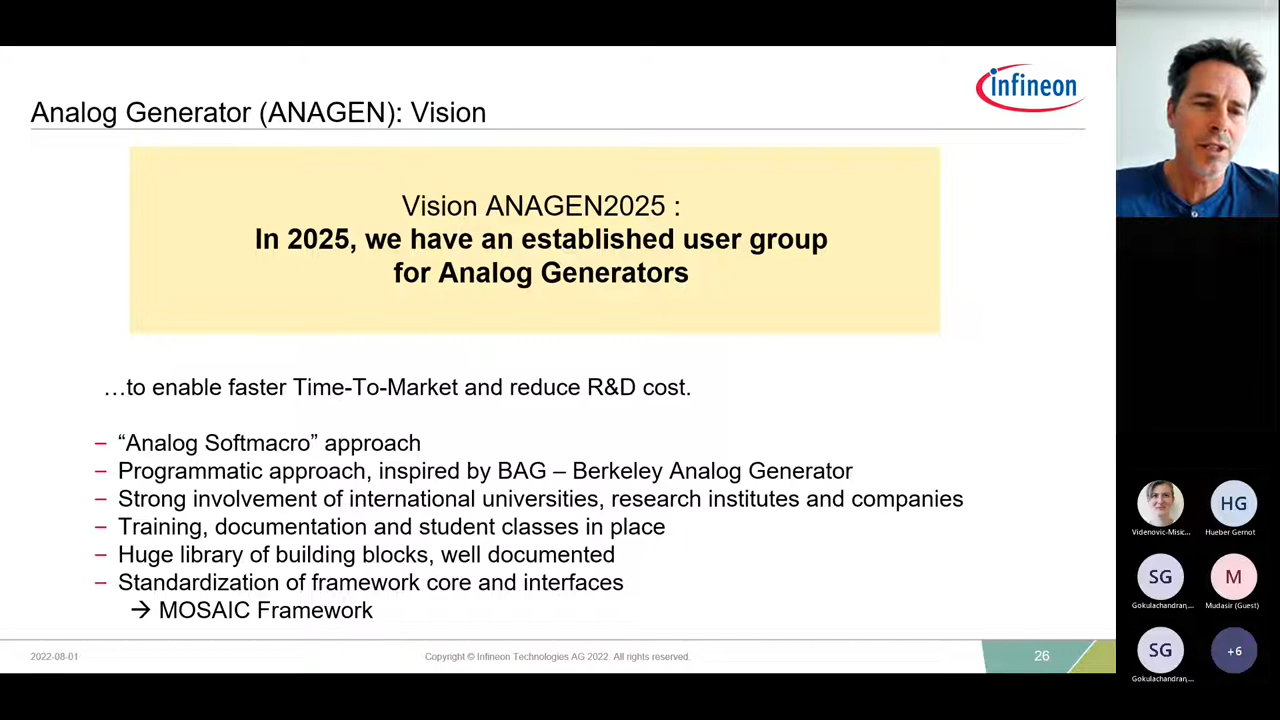 infineon
Analog Generator (ANAGEN): Vision
Vision ANAGEN2025 :
In 2025, we have an established user group
for Analog Generators
…to enable faster Time-To-Market and reduce R&D cost.
– “Analog Softmacro” approach
– Programmatic approach, inspired by BAG – Berkeley Analog Generator
– Strong involvement of international universities, research institutes and companies
– Training, documentation and student classes in place
– Huge library of building blocks, well documented
– Standardization of framework core and interfaces
→ MOSAIC Framework
2022-08-01
Copyright © Infineon Technologies AG 2022. All rights reserved.
26
HG
Videnovic-Misic...
Hueber Gernot
SG
M
Gokulachandran,...
Mudasir (Guest)
SG
+6
Gokulachandran,...